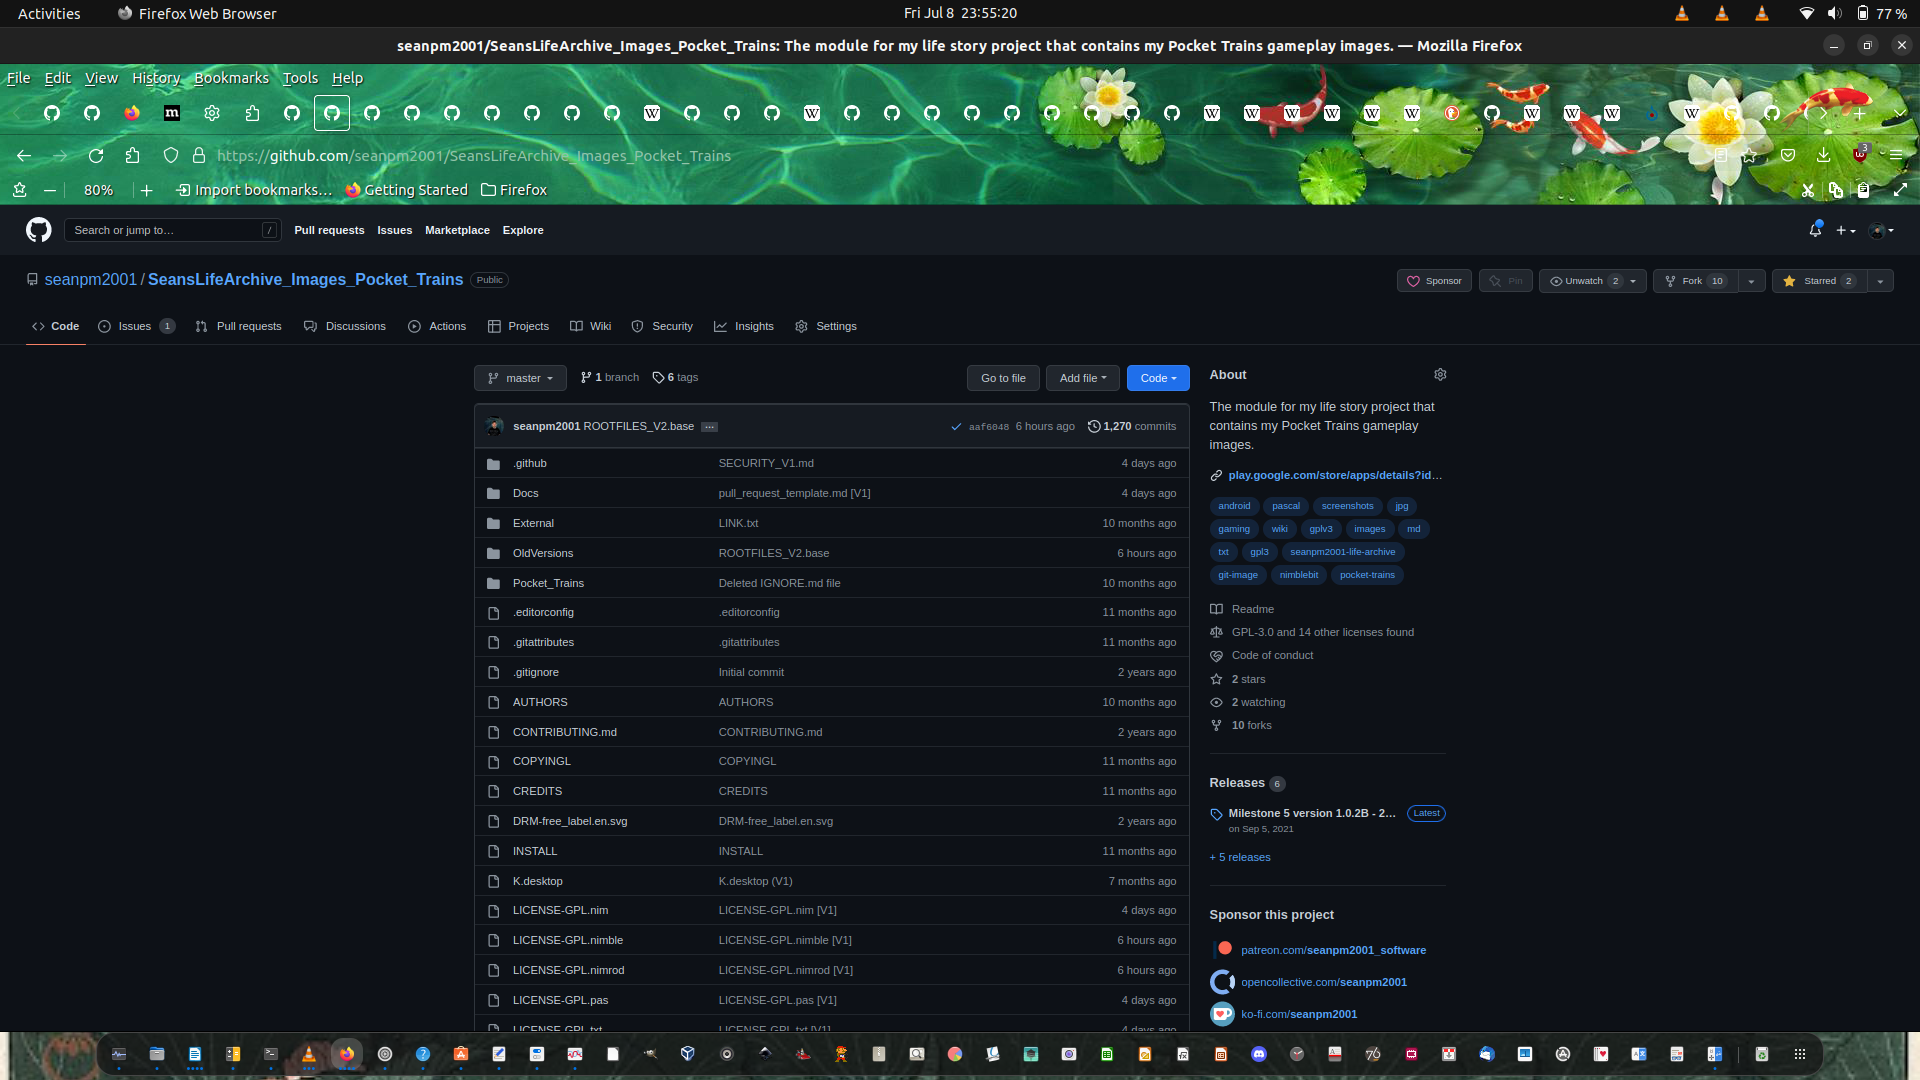 Activities Firefox Web Browser Fri Jul 8 23:55:20 77 %
seanpm2001/SeansLifeArchive_Images_Pocket_Trains: The module for my life story project that contains my Pocket Trains gameplay images. — Mozilla Firefox
File Edit View History Bookmarks Tools Help
https://github.com/seanpm2001/SeansLifeArchive_Images_Pocket_Trains 3
80% Import bookmarks… Getting Started Firefox
Search or jump to… / Pull requests Issues Marketplace Explore
seanpm2001 / SeansLifeArchive_Images_Pocket_Trains Public Sponsor Pin Unwatch 2 Fork 10 Starred 2
Code Issues 1 Pull requests Discussions Actions Projects Wiki Security Insights Settings
master 1 branch 6 tags Go to file Add file Code
seanpm2001 ROOTFILES_V2.base ... aaf6048 6 hours ago 1,270 commits
.github SECURITY_V1.md 4 days ago
Docs pull_request_template.md [V1] 4 days ago
External LINK.txt 10 months ago
OldVersions ROOTFILES_V2.base 6 hours ago
Pocket_Trains Deleted IGNORE.md file 10 months ago
.editorconfig .editorconfig 11 months ago
.gitattributes .gitattributes 11 months ago
.gitignore Initial commit 2 years ago
AUTHORS AUTHORS 10 months ago
CONTRIBUTING.md CONTRIBUTING.md 2 years ago
COPYINGL COPYINGL 11 months ago
CREDITS CREDITS 11 months ago
DRM-free_label.en.svg DRM-free_label.en.svg 2 years ago
INSTALL INSTALL 11 months ago
K.desktop K.desktop (V1) 7 months ago
LICENSE-GPL.nim LICENSE-GPL.nim [V1] 4 days ago
LICENSE-GPL.nimble LICENSE-GPL.nimble [V1] 6 hours ago
LICENSE-GPL.nimrod LICENSE-GPL.nimrod [V1] 6 hours ago
LICENSE-GPL.pas LICENSE-GPL.pas [V1] 4 days ago
LICENSE-GPL.txt LICENSE-GPL.txt [V1] 4 days ago
About
The module for my life story project that
contains my Pocket Trains gameplay
images.
play.google.com/store/apps/details?id…
android pascal screenshots jpg
gaming wiki gplv3 images md
txt gpl3 seanpm2001-life-archive
git-image nimblebit pocket-trains
Readme
GPL-3.0 and 14 other licenses found
Code of conduct
2 stars
2 watching
10 forks
Releases 6
Milestone 5 version 1.0.2B - 2… Latest
on Sep 5, 2021
+ 5 releases
Sponsor this project
patreon.com/seanpm2001_software
opencollective.com/seanpm2001
ko-fi.com/seanpm2001